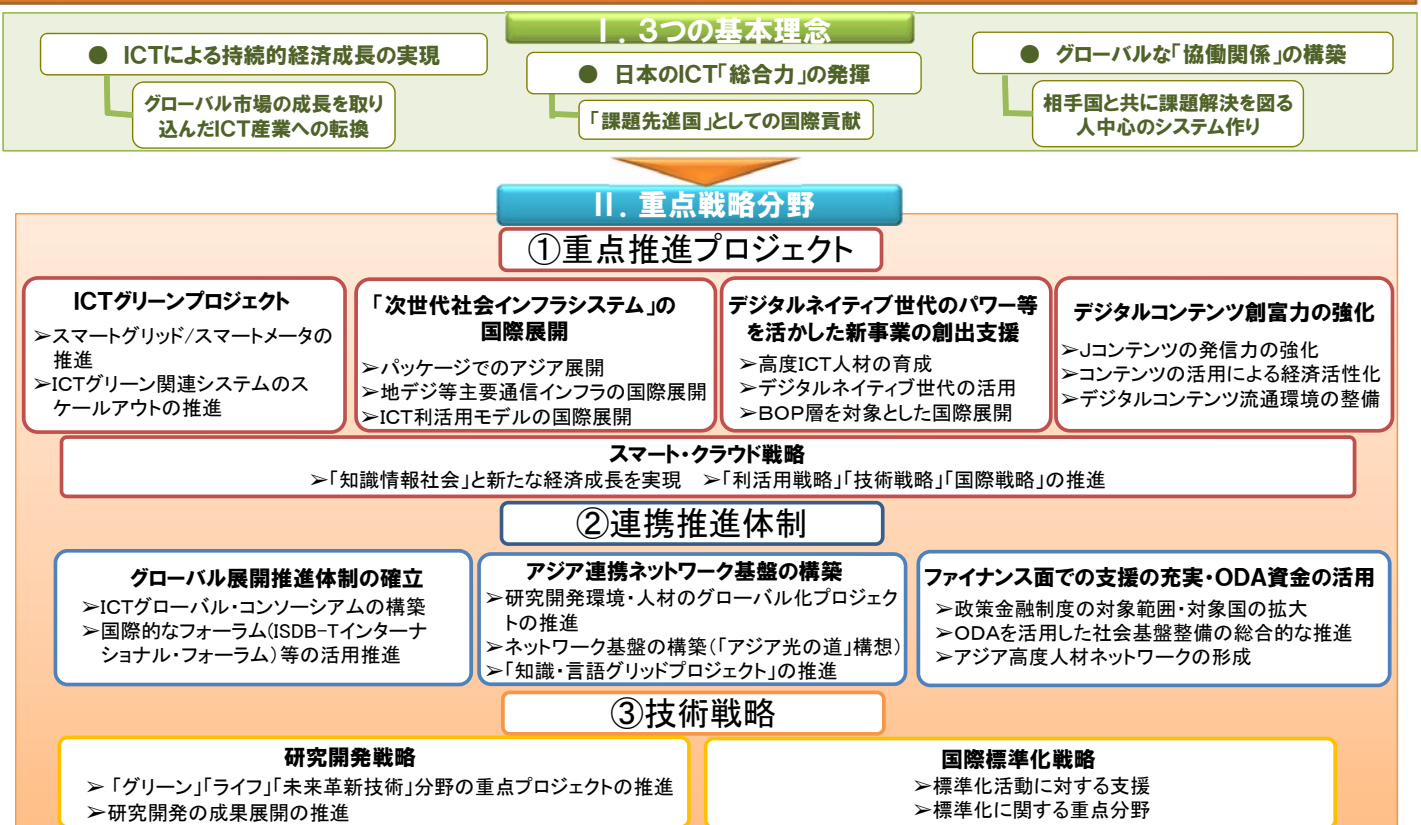 Ⅰ．３つの基本理念
● ICTによる持続的経済成長の実現
グローバル市場の成長を取り
込んだICT産業への転換
● 日本のICT「総合力」の発揮
「課題先進国」としての国際貢献
● グローバルな「協働関係」の構築
相手国と共に課題解決を図る
人中心のシステム作り
Ⅱ．重点戦略分野
①重点推進プロジェクト
ICTグリーンプロジェクト
➢スマートグリッド/スマートメータの
推進
➢ICTグリーン関連システムのス
ケールアウトの推進
「次世代社会インフラシステム」の
国際展開
➢パッケージでのアジア展開
➢地デジ等主要通信インフラの国際展開
➢ICT利活用モデルの国際展開
デジタルネイティブ世代のパワー等
を活かした新事業の創出支援
➢高度ICT人材の育成
➢デジタルネイティブ世代の活用
➢BOP層を対象とした国際展開
デジタルコンテンツ創富力の強化
➢Jコンテンツの発信力の強化
➢コンテンツの活用による経済活性化
➢デジタルコンテンツ流通環境の整備
スマート・クラウド戦略
➢「知識情報社会」と新たな経済成長を実現 ➢「利活用戦略」「技術戦略」「国際戦略」の推進
②連携推進体制
グローバル展開推進体制の確立
➢ICTグローバル・コンソーシアムの構築
➢国際的なフォーラム(ISDB-Tインターナ
ショナル・フォーラム)等の活用推進
アジア連携ネットワーク基盤の構築
➢研究開発環境・人材のグローバル化プロジェク
トの推進
➢ネットワーク基盤の構築(「アジア光の道」構想)
➢「知識・言語グリッドプロジェクト」の推進
ファイナンス面での支援の充実・ODA資金の活用
➢政策金融制度の対象範囲・対象国の拡大
➢ODAを活用した社会基盤整備の総合的な推進
➢アジア高度人材ネットワークの形成
③技術戦略
研究開発戦略
➢「グリーン」「ライフ」「未来革新技術」分野の重点プロジェクトの推進
➢研究開発の成果展開の推進
国際標準化戦略
➢標準化活動に対する支援
➢標準化に関する重点分野